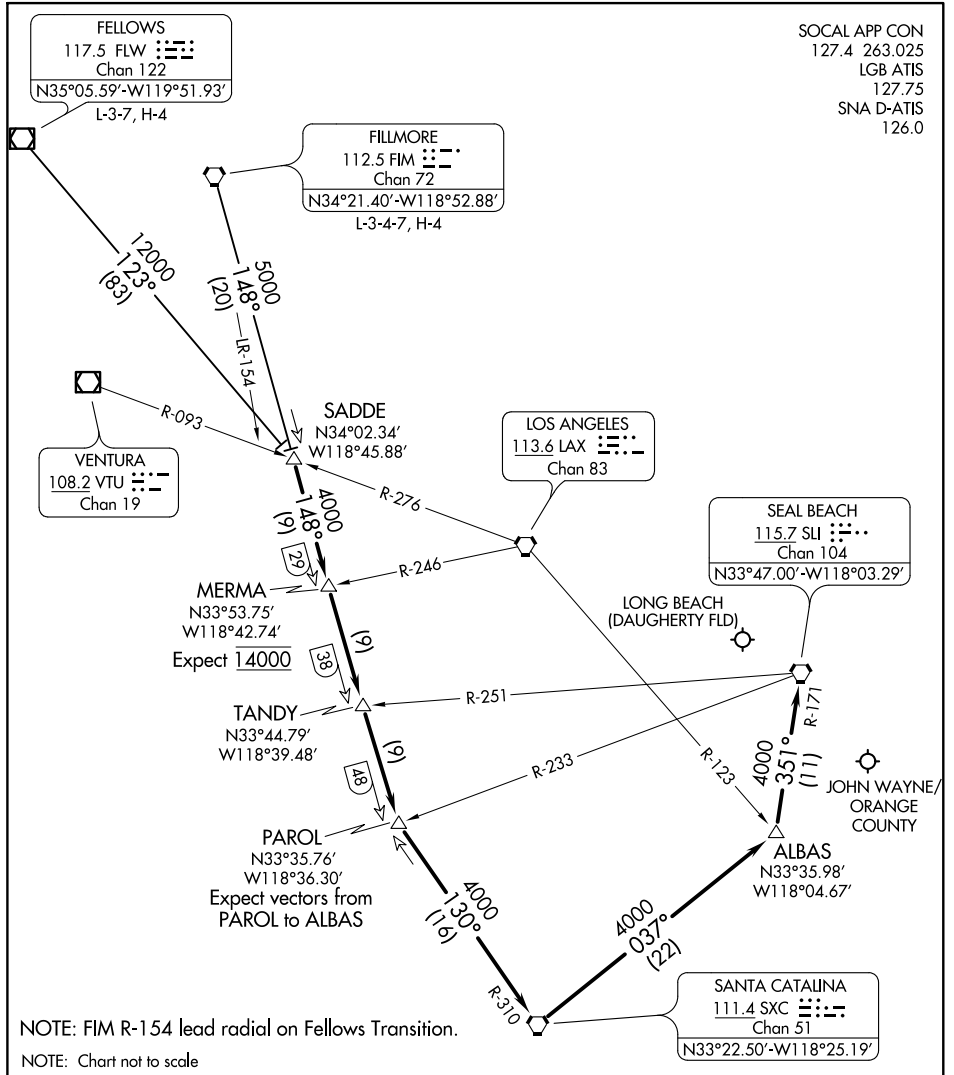 FELLOWS
117.5 FLW
Chan 122
N35°05.59′-W119°51.93′
L-3-7, H-4
SOCAL APP CON
127.4 263.025
LGB ATIS
127.75
SNA D-ATIS
126.0
FILLMORE
112.5 FIM
Chan 72
N34°21.40′-W118°52.88′
L-3-4-7, H-4
12000
123°
(83)
5000
148°
(20)
LR-154
R-093
VENTURA
108.2 VTU
Chan 19
SADDE
N34°02.34′
W118°45.88′
LOS ANGELES
113.6 LAX
Chan 83
R-276
4000
148°
(9)
29
R-246
MERMA
N33°53.75′
W118°42.74′
Expect 14000
SEAL BEACH
115.7 SLI
Chan 104
N33°47.00′-W118°03.29′
LONG BEACH
(DAUGHERTY FLD)
(9)
38
R-251
TANDY
N33°44.79′
W118°39.48′
(9)
48
R-233
R-123
R-171
4000
351°
(11)
JOHN WAYNE/
ORANGE
COUNTY
PAROL
N33°35.76′
W118°36.30′
Expect vectors from
PAROL to ALBAS
ALBAS
N33°35.98′
W118°04.67′
4000
130°
(16)
R-310
4000
037°
(22)
SANTA CATALINA
111.4 SXC
Chan 51
N33°22.50′-W118°25.19′
NOTE: FIM R-154 lead radial on Fellows Transition.
NOTE: Chart not to scale